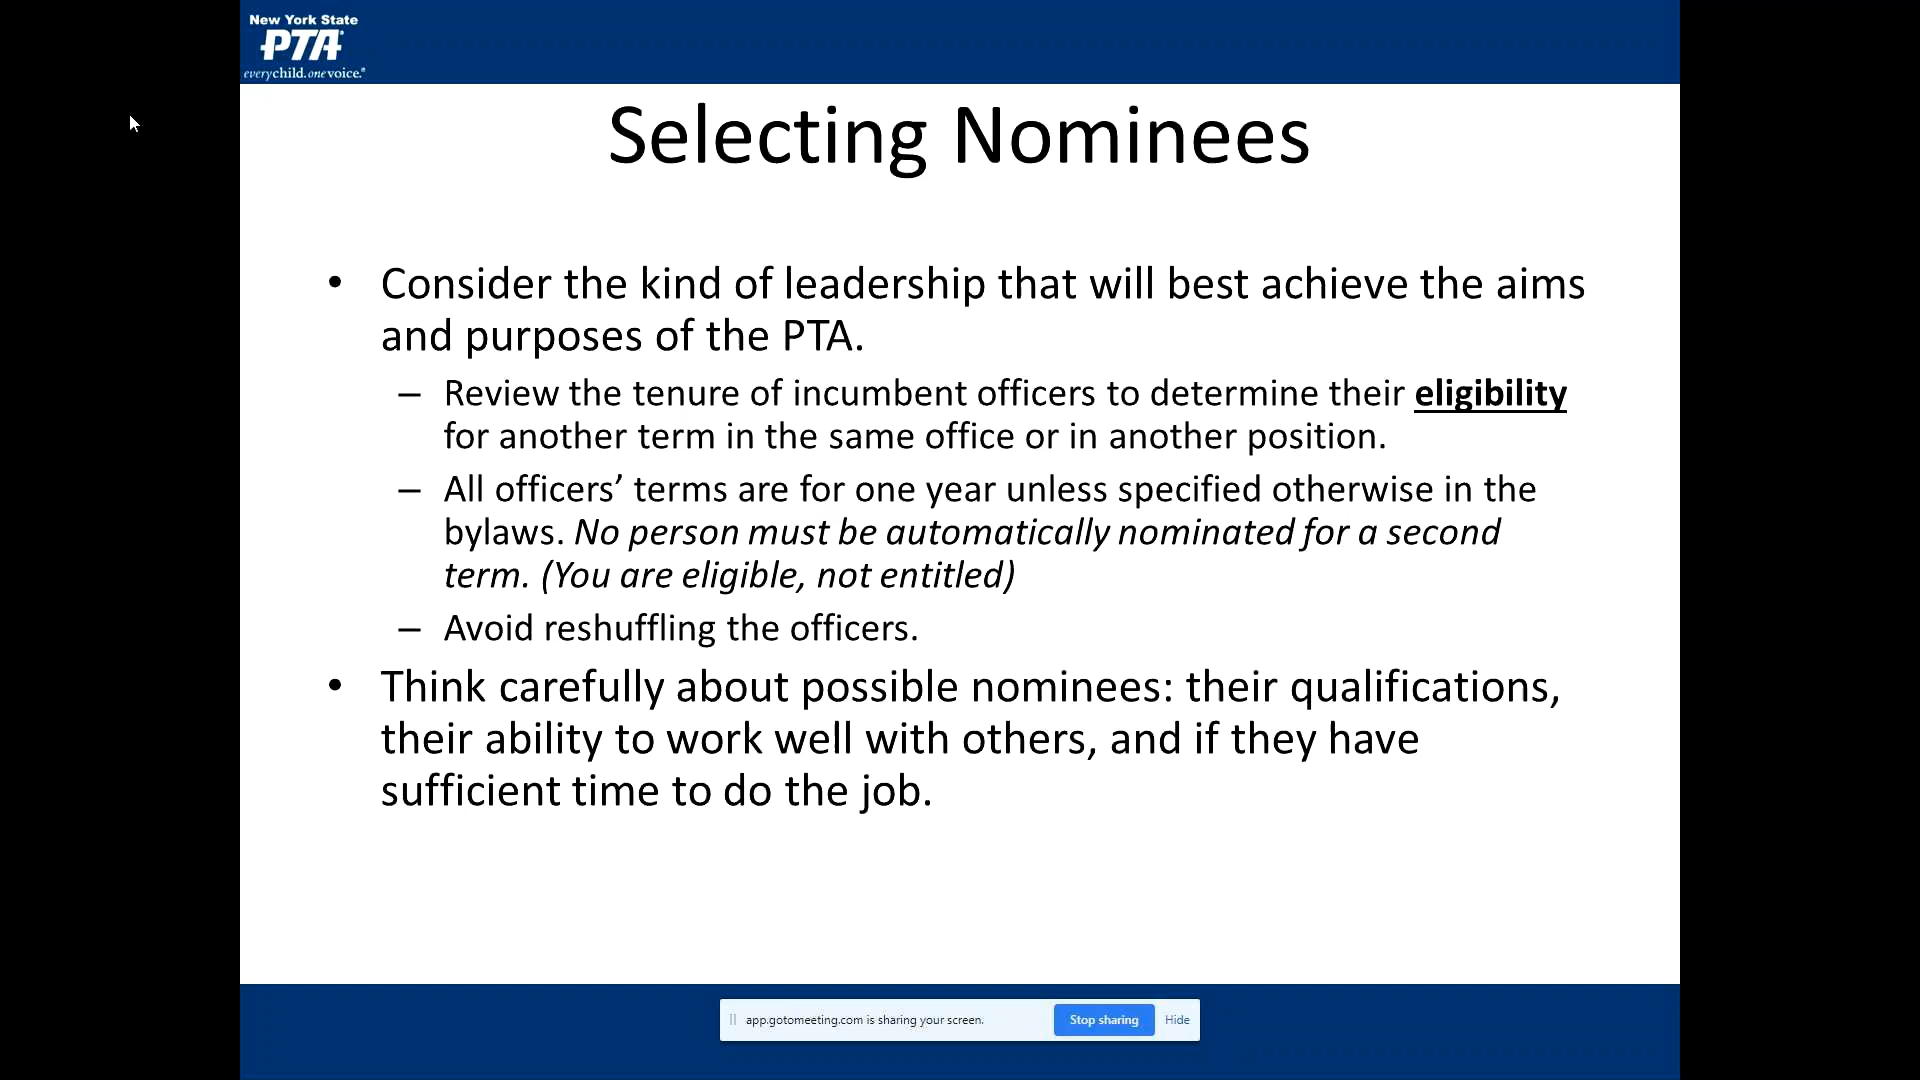 New York State
PTA
everychild.onevoice.®
Selecting Nominees
• Consider the kind of leadership that will best achieve the aims
and purposes of the PTA.
– Review the tenure of incumbent officers to determine their eligibility
for another term in the same office or in another position.
– All officers’ terms are for one year unless specified otherwise in the
bylaws. No person must be automatically nominated for a second
term. (You are eligible, not entitled)
– Avoid reshuffling the officers.
• Think carefully about possible nominees: their qualifications,
their ability to work well with others, and if they have
sufficient time to do the job.
app.gotomeeting.com is sharing your screen. Stop sharing Hide